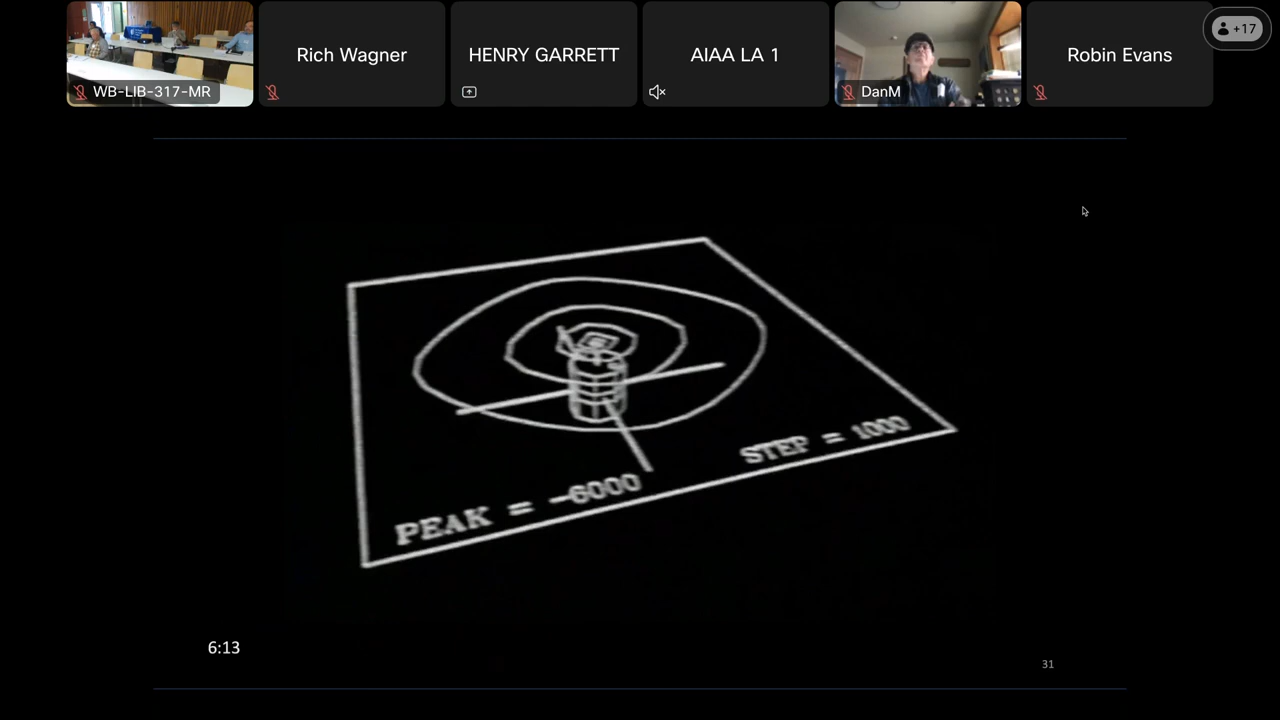 WB-LIB-317-MR
Rich Wagner
HENRY GARRETT
AIAA LA 1
DanM
Robin Evans
+17
PEAK = -6000
STEP = 1000
6:13
31